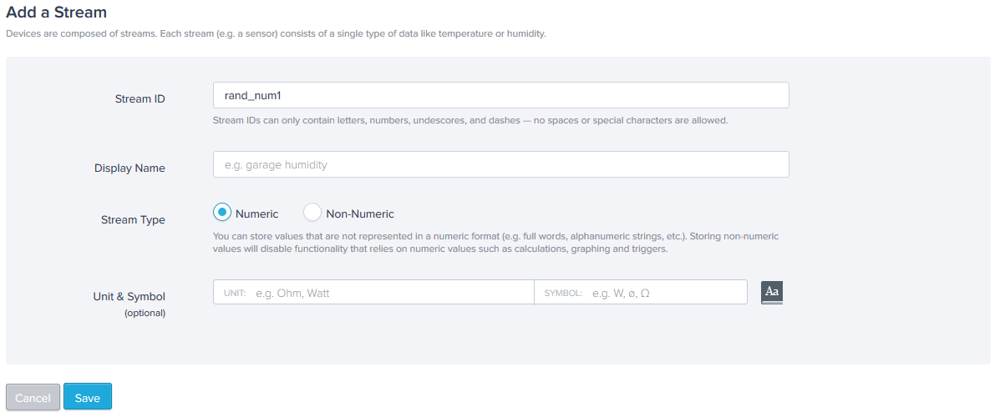 Add a Stream
Devices are composed of streams. Each stream (e.g. a sensor) consists of a single type of data like temperature or humidity.
Stream ID
rand_num1
Stream IDs can only contain letters, numbers, undescores, and dashes — no spaces or special characters are allowed.
Display Name
e.g. garage humidity
Stream Type
Numeric
Non-Numeric
You can store values that are not represented in a numeric format (e.g. full words, alphanumeric strings, etc.). Storing non-numeric
values will disable functionality that relies on numeric values such as calculations, graphing and triggers.
Unit & Symbol
(optional)
UNIT: e.g. Ohm, Watt
SYMBOL: e.g. W, ø, Ω
Aa
Cancel
Save